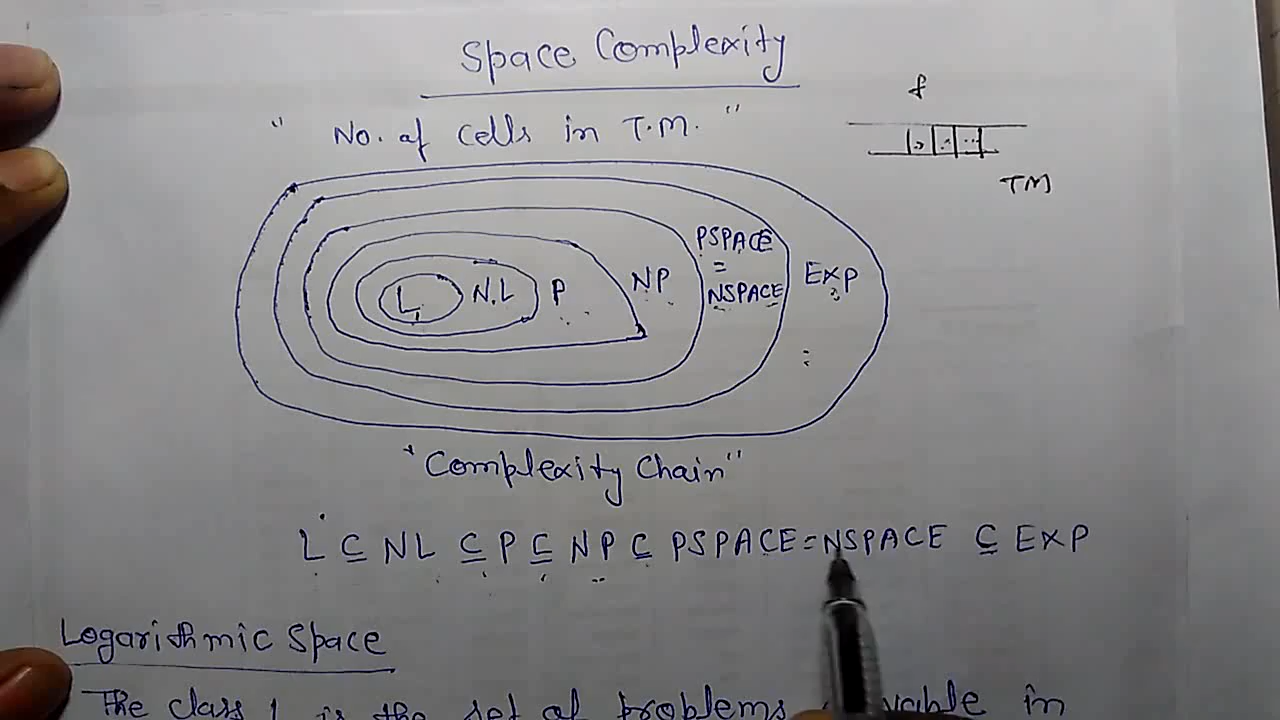 Space Complexity
f
" No. of cells in T.M. "
TM
L N.L P NP PSPACE = NSPACE EXP
"Complexity Chain"
L ⊆ NL ⊆ P ⊆ NP ⊆ PSPACE = NSPACE ⊆ EXP
Logarithmic Space
The class L is the set of problems in